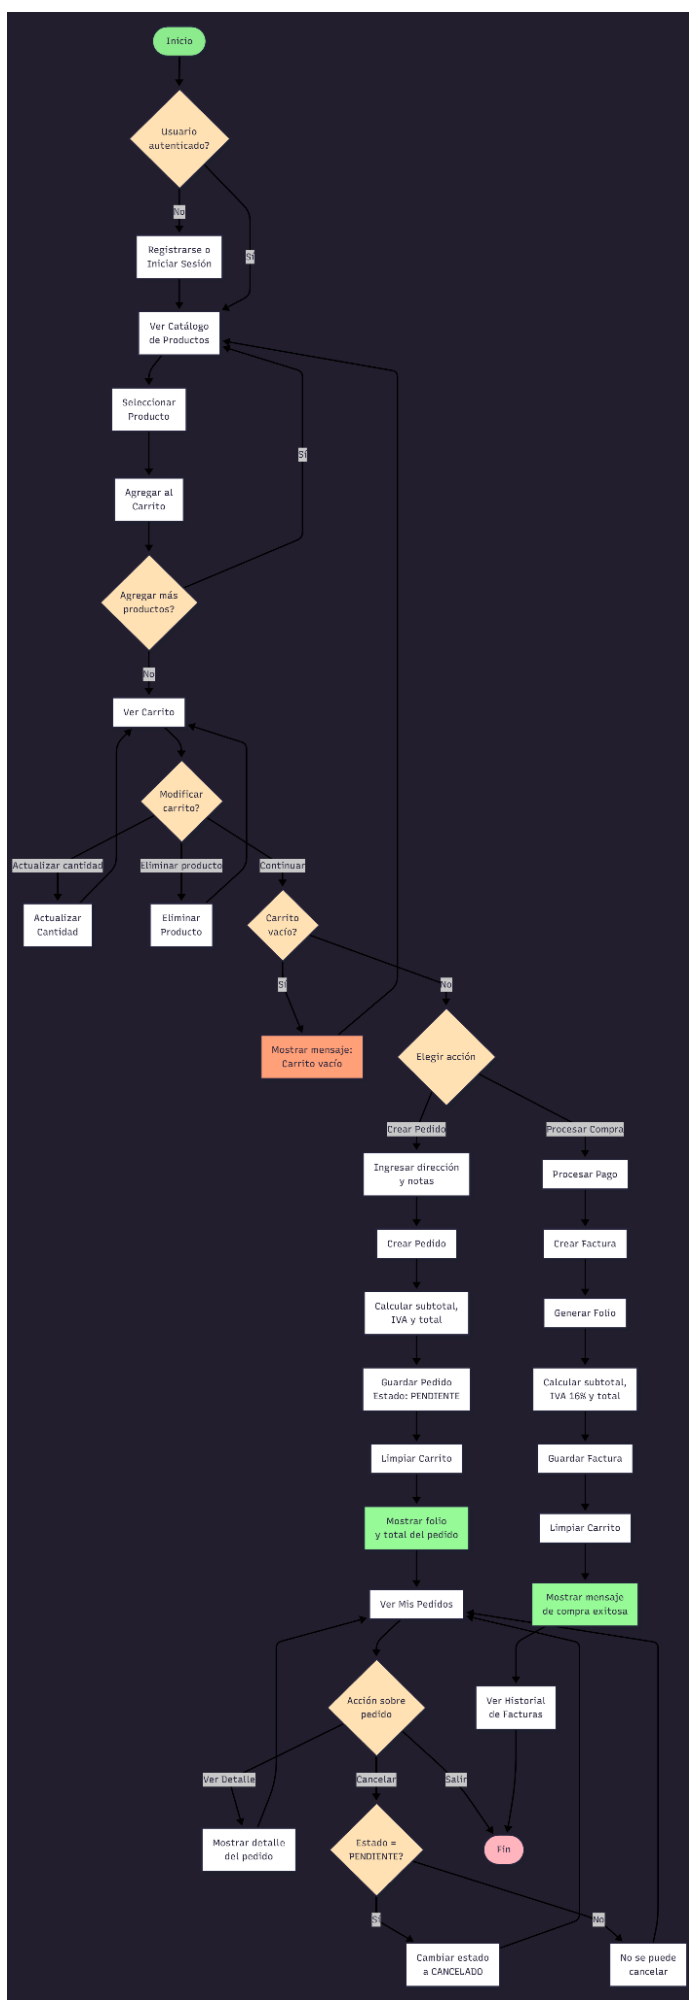 Inicio
Usuario
autenticado?
No
Sí
Registrarse o
Iniciar Sesión
Ver Catálogo
de Productos
Seleccionar
Producto
Sí
Agregar al
Carrito
Agregar más
productos?
No
Ver Carrito
Modificar
carrito?
Actualizar cantidad
Eliminar producto
Continuar
Actualizar
Cantidad
Eliminar
Producto
Carrito
vacío?
Sí
No
Mostrar mensaje:
Carrito vacío
Elegir acción
Crear Pedido
Procesar Compra
Ingresar dirección
y notas
Procesar Pago
Crear Pedido
Crear Factura
Calcular subtotal,
IVA y total
Generar Folio
Guardar Pedido
Estado: PENDIENTE
Calcular subtotal,
IVA 16% y total
Limpiar Carrito
Guardar Factura
Mostrar folio
y total del pedido
Limpiar Carrito
Ver Mis Pedidos
Mostrar mensaje
de compra exitosa
Acción sobre
pedido
Ver Historial
de Facturas
Ver Detalle
Cancelar
Salir
Mostrar detalle
del pedido
Estado =
PENDIENTE?
Fin
Sí
No
Cambiar estado
a CANCELADO
No se puede
cancelar